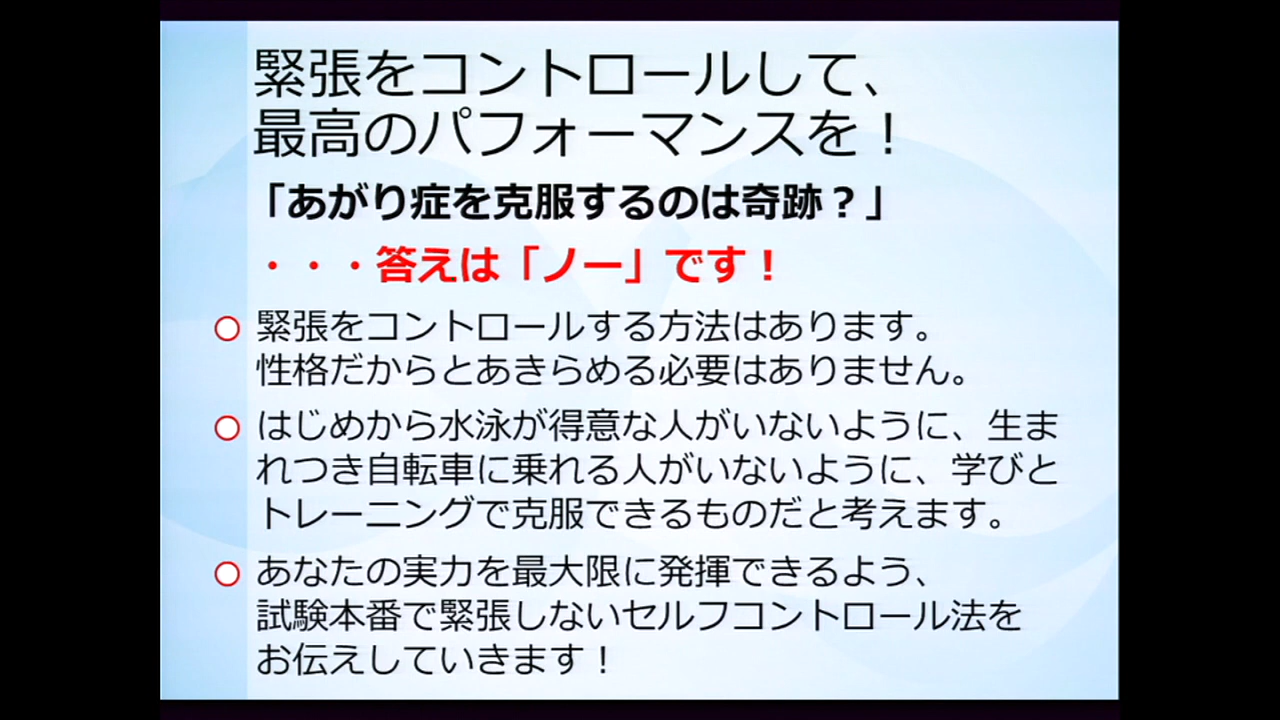 緊張をコントロールして、
最高のパフォーマンスを！
「あがり症を克服するのは奇跡？」
・・・答えは「ノー」です！
緊張をコントロールする方法はあります。
性格だからとあきらめる必要はありません。
はじめから水泳が得意な人がいないように、生ま
れつき自転車に乗れる人がいないように、学びと
トレーニングで克服できるものだと考えます。
あなたの実力を最大限に発揮できるよう、
試験本番で緊張しないセルフコントロール法を
お伝えしていきます！